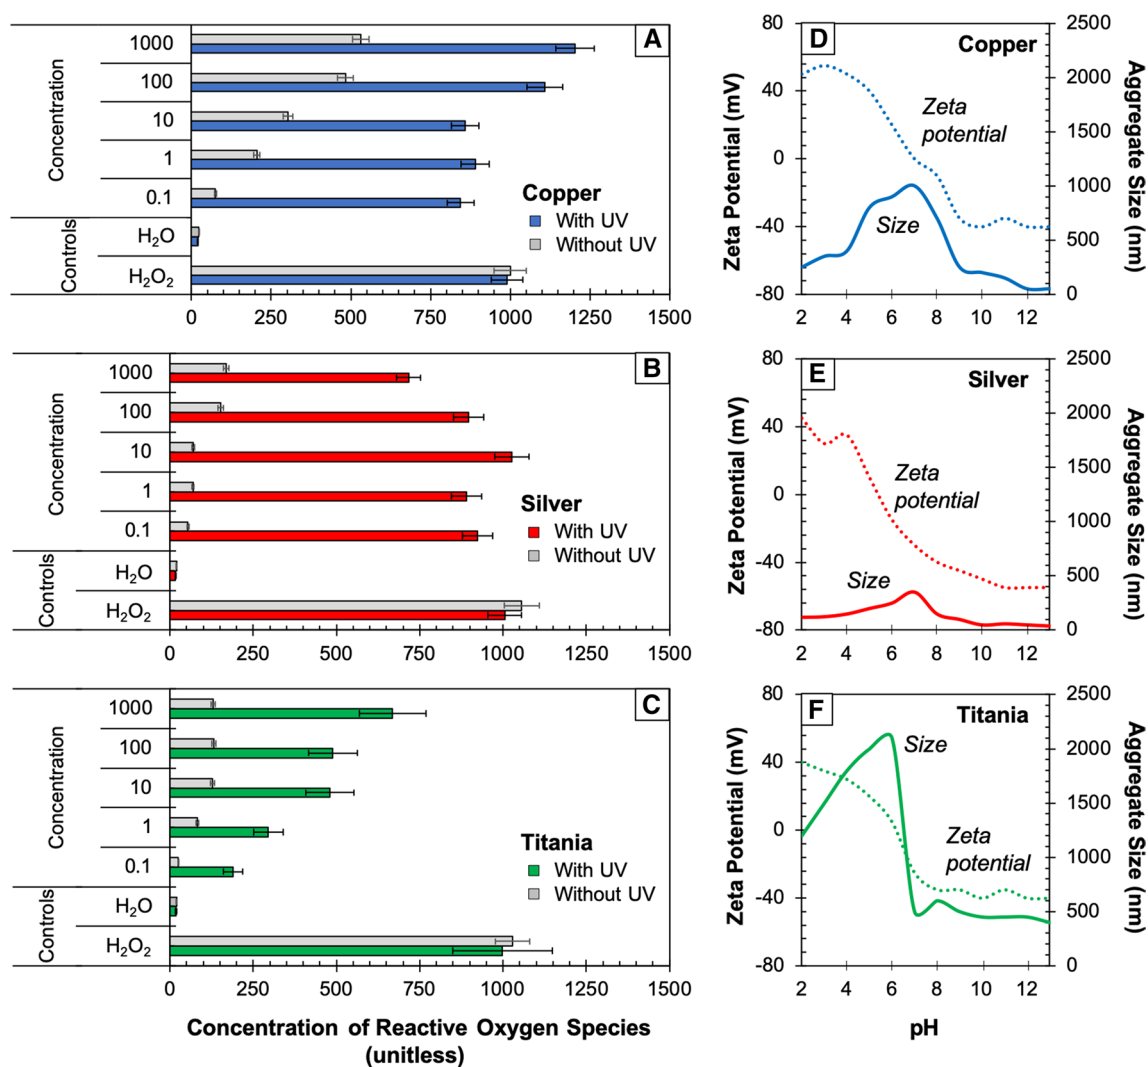 A
Concentration
1000
100
10
1
0.1
Controls
H₂O
H₂O₂
Copper
With UV
Without UV
0 250 500 750 1000 1250 1500
B
Concentration
1000
100
10
1
0.1
Controls
H₂O
H₂O₂
Silver
With UV
Without UV
0 250 500 750 1000 1250 1500
C
Concentration
1000
100
10
1
0.1
Controls
H₂O
H₂O₂
Titania
With UV
Without UV
0 250 500 750 1000 1250 1500
Concentration of Reactive Oxygen Species
(unitless)
D
Copper
Zeta Potential (mV)
80
40
0
-40
-80
Zeta
potential
Size
2500
2000
1500
1000
500
0
Aggregate Size (nm)
2 4 6 8 10 12
E
Silver
Zeta Potential (mV)
80
40
0
-40
-80
Zeta
potential
Size
2500
2000
1500
1000
500
0
Aggregate Size (nm)
2 4 6 8 10 12
F
Titania
Zeta Potential (mV)
80
40
0
-40
-80
Size
Zeta
potential
2500
2000
1500
1000
500
0
Aggregate Size (nm)
2 4 6 8 10 12
pH